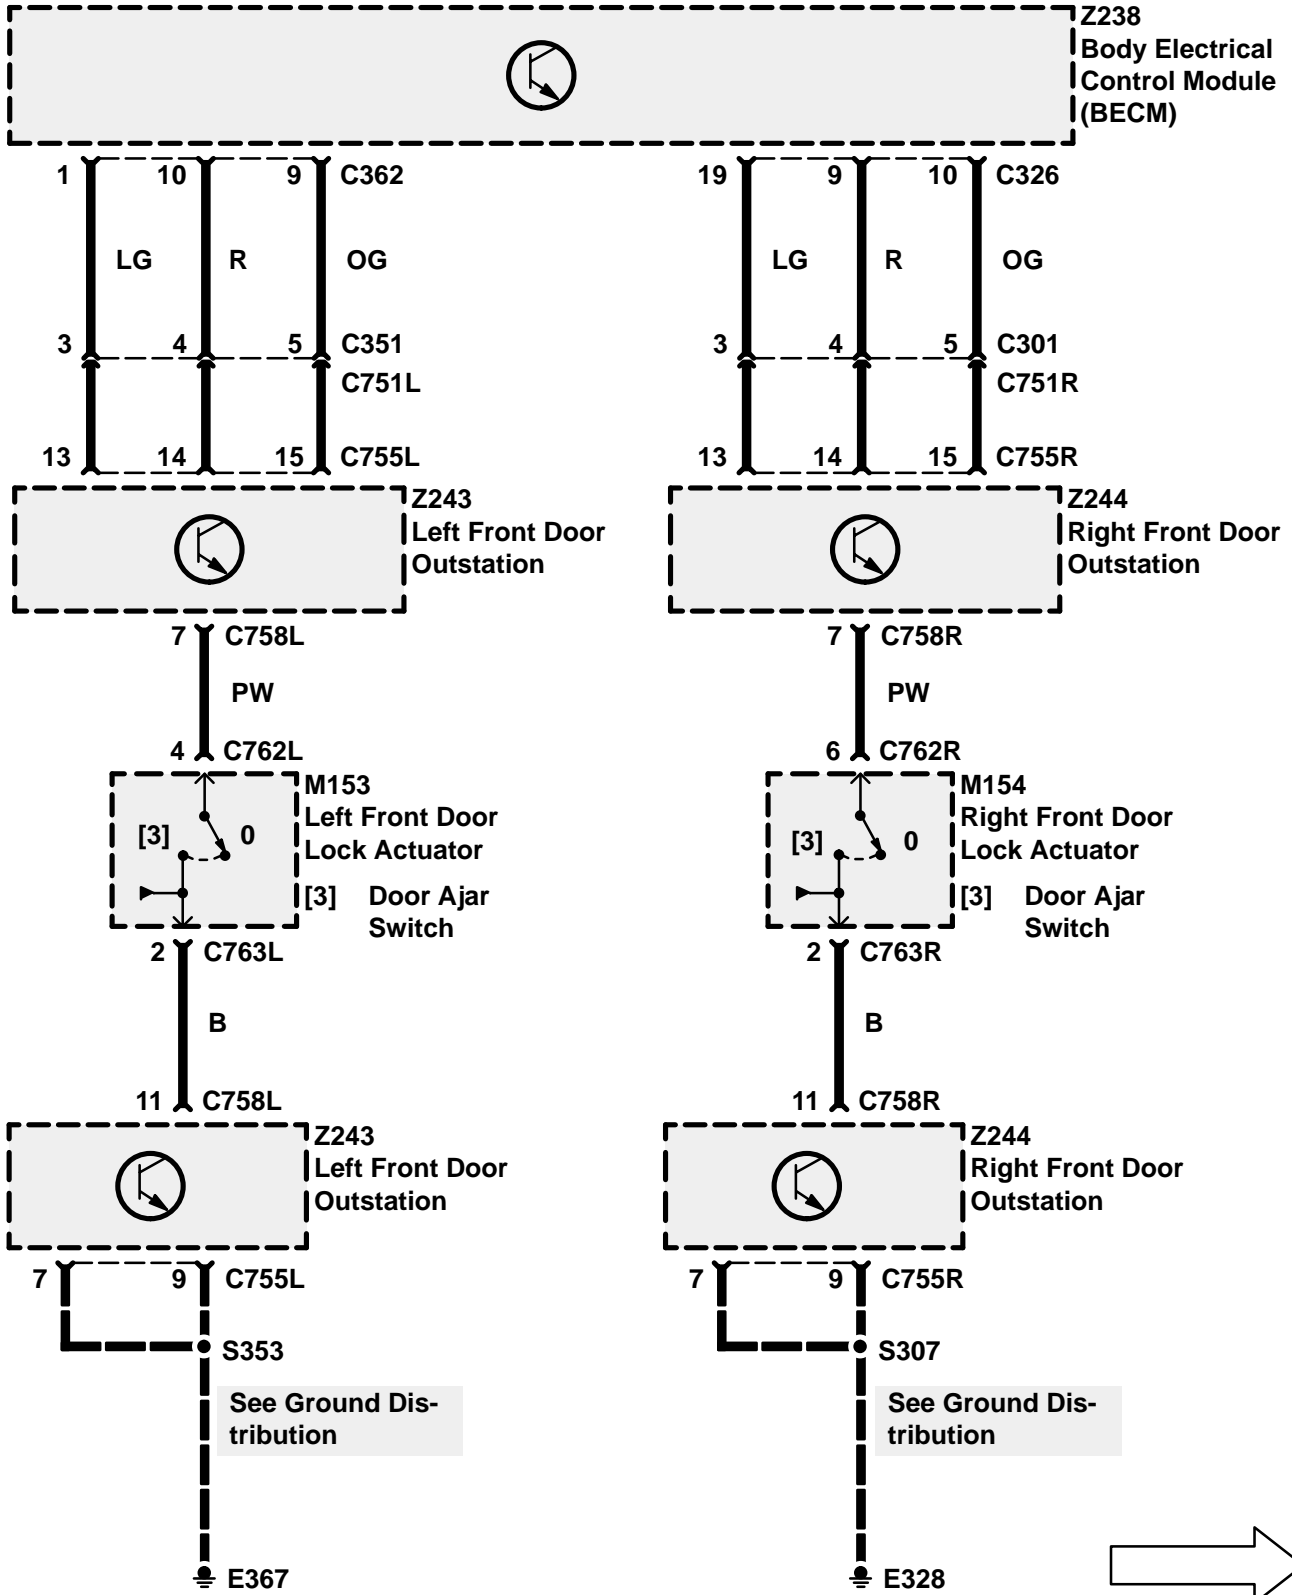 Z238
Body Electrical
Control Module
(BECM)
1 10 9 C362
19 9 10 C326
LG R OG
LG R OG
3 4 5 C351
3 4 5 C301
C751L
C751R
13 14 15 C755L
13 14 15 C755R
Z243
Left Front Door
Outstation
Z244
Right Front Door
Outstation
7 C758L
7 C758R
PW
PW
4 C762L
6 C762R
M153
Left Front Door
Lock Actuator
[3] 0
[3] Door Ajar
Switch
M154
Right Front Door
Lock Actuator
[3] 0
[3] Door Ajar
Switch
2 C763L
2 C763R
B
B
11 C758L
11 C758R
Z243
Left Front Door
Outstation
Z244
Right Front Door
Outstation
7 9 C755L
7 9 C755R
S353
S307
See Ground Dis-
tribution
See Ground Dis-
tribution
E367
E328